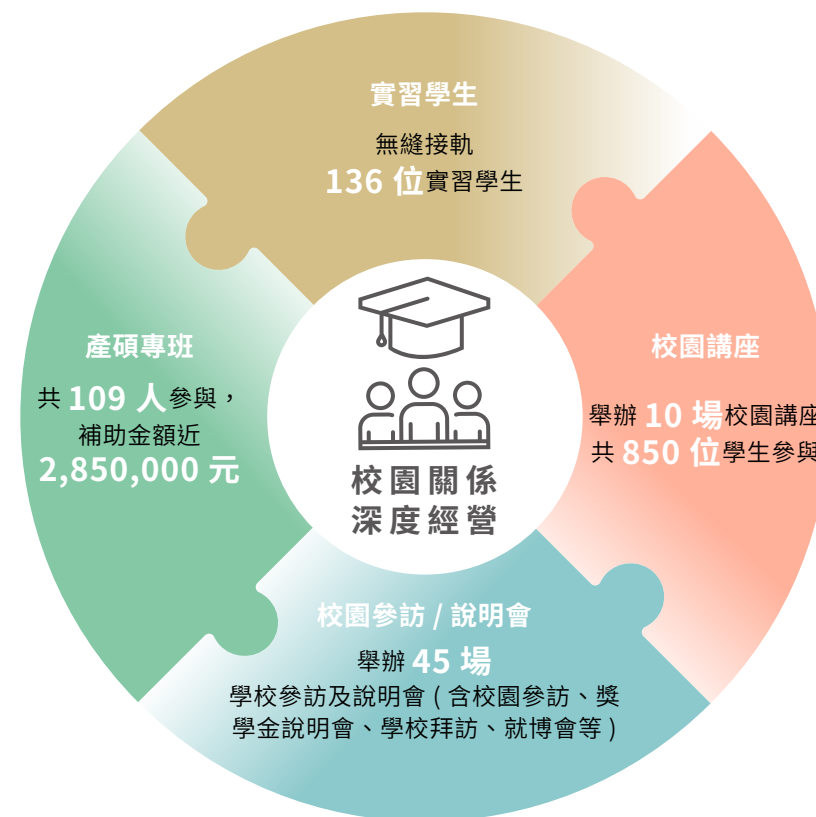 實習學生
無縫接軌
136 位實習學生
校園講座
舉辦 10 場校園講座
共 850 位學生參與
產碩專班
共 109 人參與，
補助金額近
2,850,000 元
校園關係
深度經營
校園參訪 / 說明會
舉辦 45 場
學校參訪及說明會 ( 含校園參訪、獎
學金說明會、學校拜訪、就博會等 )